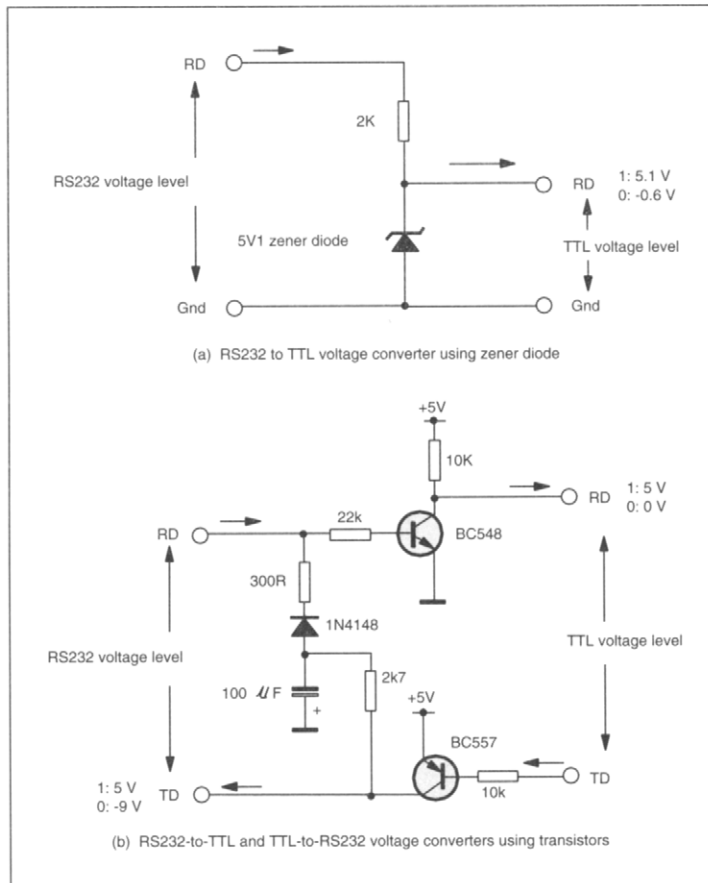 RD
2K
RS232 voltage level
RD
1: 5.1 V
0: -0.6 V
5V1 zener diode
TTL voltage level
Gnd
Gnd
(a) RS232 to TTL voltage converter using zener diode
+5V
10K
RD
1: 5 V
0: 0 V
22k
RD
BC548
300R
1N4148
RS232 voltage level
TTL voltage level
2k7
100 μF
+
+5V
BC557
1: 5 V
0: -9 V
TD
10k
TD
(b) RS232-to-TTL and TTL-to-RS232 voltage converters using transistors